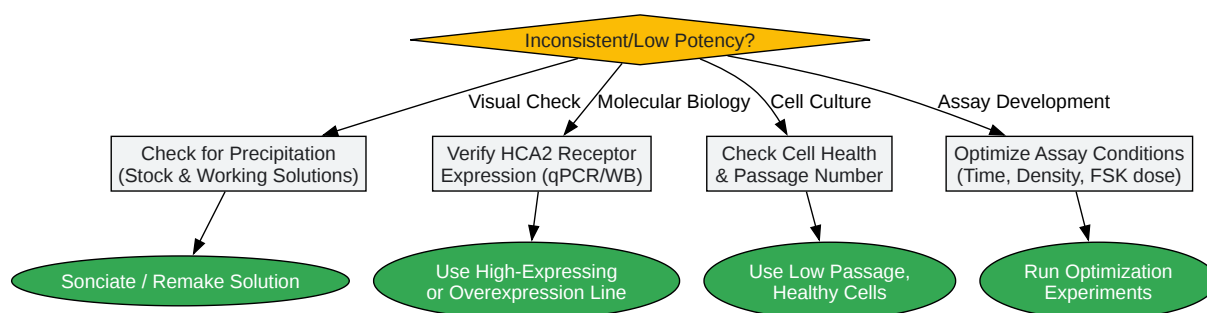 Inconsistent/Low Potency?
Visual Check
Molecular Biology
Cell Culture
Assay Development
Check for Precipitation
(Stock & Working Solutions)
Verify HCA2 Receptor
Expression (qPCR/WB)
Check Cell Health
& Passage Number
Optimize Assay Conditions
(Time, Density, FSK dose)
Sonciate / Remake Solution
Use High-Expressing
or Overexpression Line
Use Low Passage,
Healthy Cells
Run Optimization
Experiments